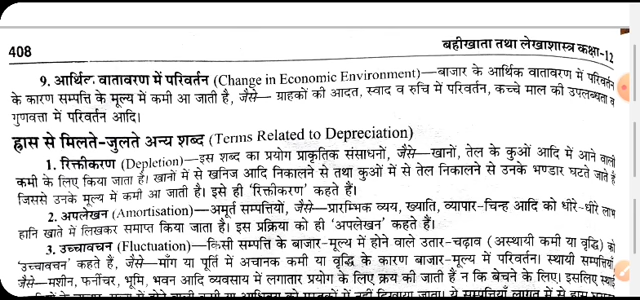 408
बहीखाता तथा लेखाशास्त्र कक्षा-12
9. आर्थिक वातावरण में परिवर्तन (Change in Economic Environment)—बाजार के आर्थिक वातावरण में परिवर्तन
के कारण सम्पत्ति के मूल्य में कमी आ जाती है, जैसे— ग्राहकों की आदत, स्वाद व रुचि में परिवर्तन, कच्चे माल की उपलब्धता व
गुणवत्ता में परिवर्तन आदि।
ह्रास से मिलते-जुलते अन्य शब्द (Terms Related to Depreciation)
1. रिक्तीकरण (Depletion)—इस शब्द का प्रयोग प्राकृतिक संसाधनों, जैसे— खानों, तेल के कुओं आदि में आने वाली
कमी के लिए किया जाता है। खानों में से खनिज आदि निकालने से तथा कुओं में से तेल निकालने से उनके भण्डार घटते जाते हैं
जिससे उनके मूल्य में कमी आ जाती है। इसे ही 'रिक्तीकरण' कहते हैं।
2. अपलेखन (Amortisation)—अमूर्त सम्पत्तियों, जैसे— प्रारम्भिक व्यय, ख्याति, व्यापार-चिन्ह आदि को धीरे-धीरे लाभ
हानि खाते में लिखकर समाप्त किया जाता है। इस प्रक्रिया को ही 'अपलेखन' कहते हैं।
3. उच्चावचन (Fluctuation)—किसी सम्पत्ति के बाजार-मूल्य में होने वाले उतार-चढ़ाव (अस्थायी कमी या वृद्धि) को
'उच्चावचन' कहते हैं, जैसे—माँग या पूर्ति में अचानक कमी या वृद्धि के कारण बाजार-मूल्य में परिवर्तन। स्थायी सम्पत्तियाँ
जैसे—मशीन, फर्नीचर, भूमि, भवन आदि व्यवसाय में लगातार प्रयोग के लिए क्रय की जाती हैं न कि बेचने के लिए। इसलिए स्थायी